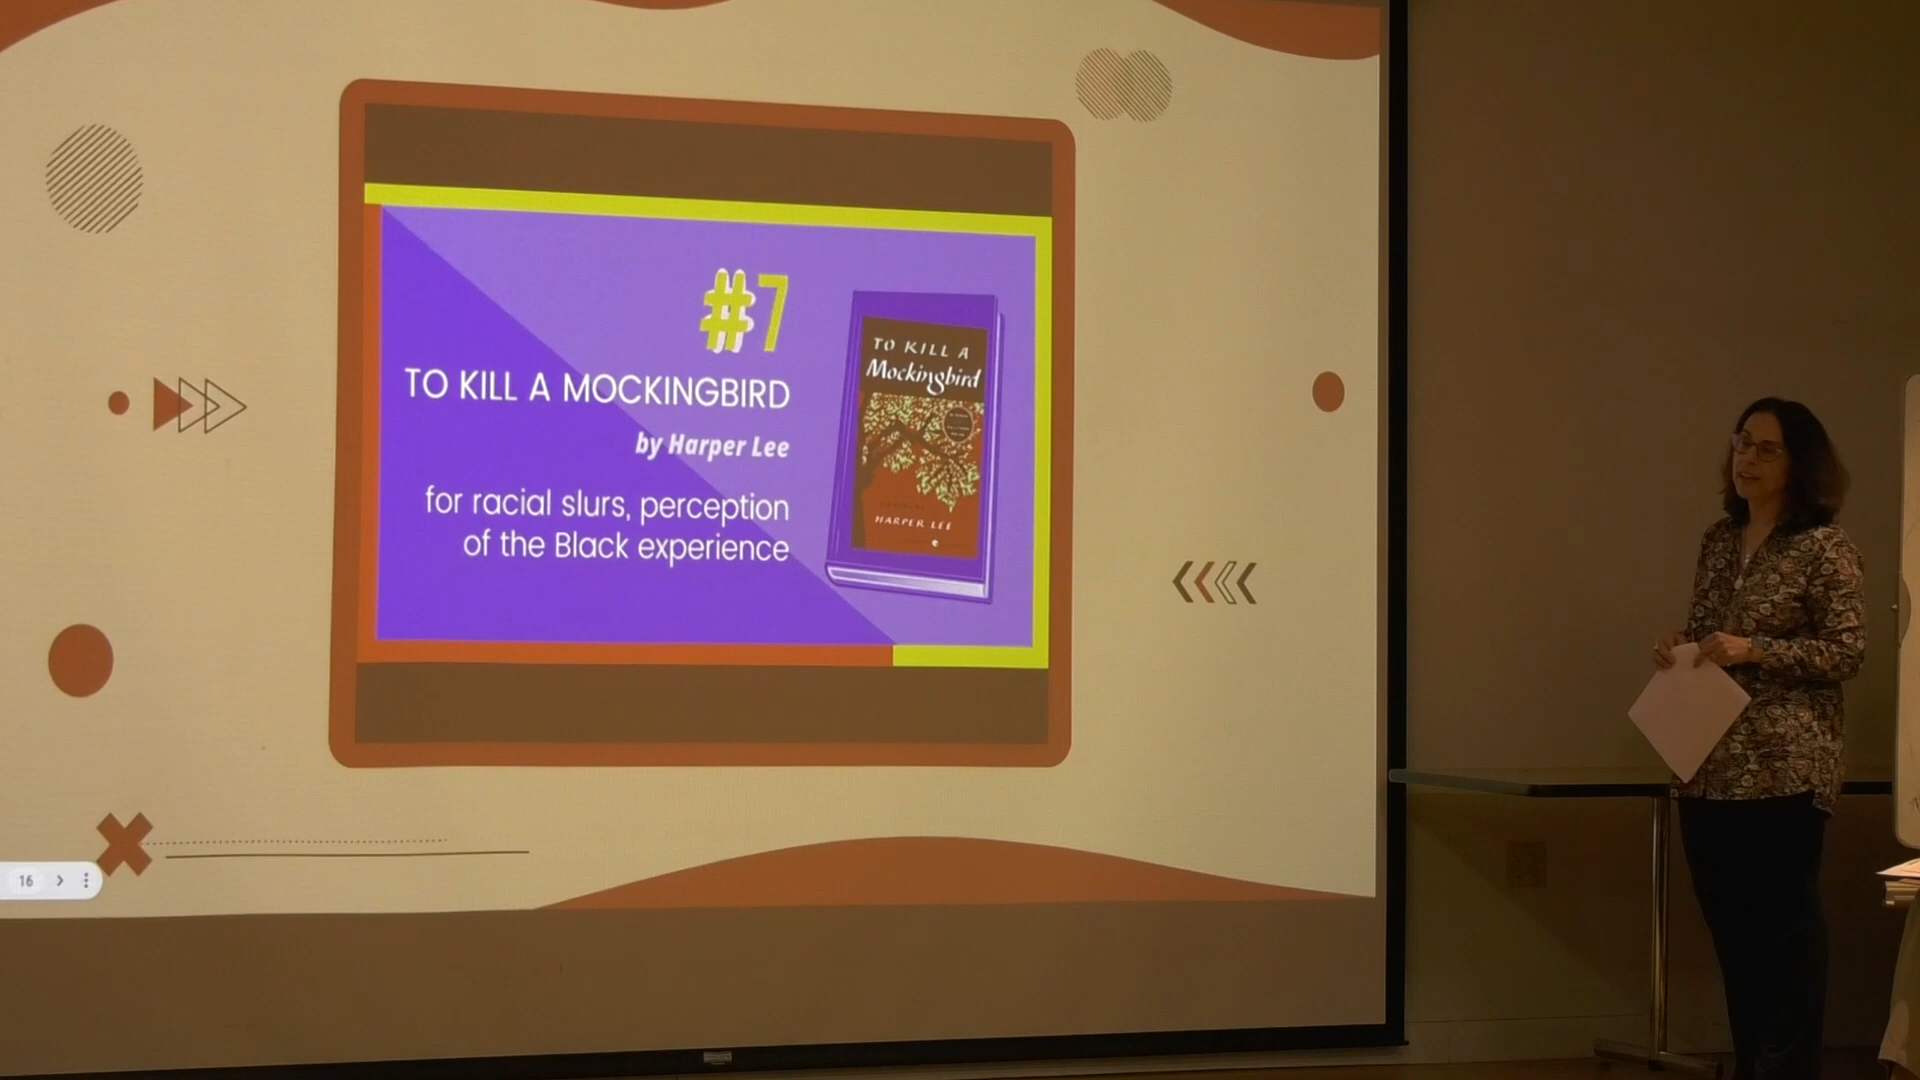 #7
TO KILL A MOCKINGBIRD
by Harper Lee
for racial slurs, perception
of the Black experience
TO KILL A
Mockingbird
HARPER LEE
16